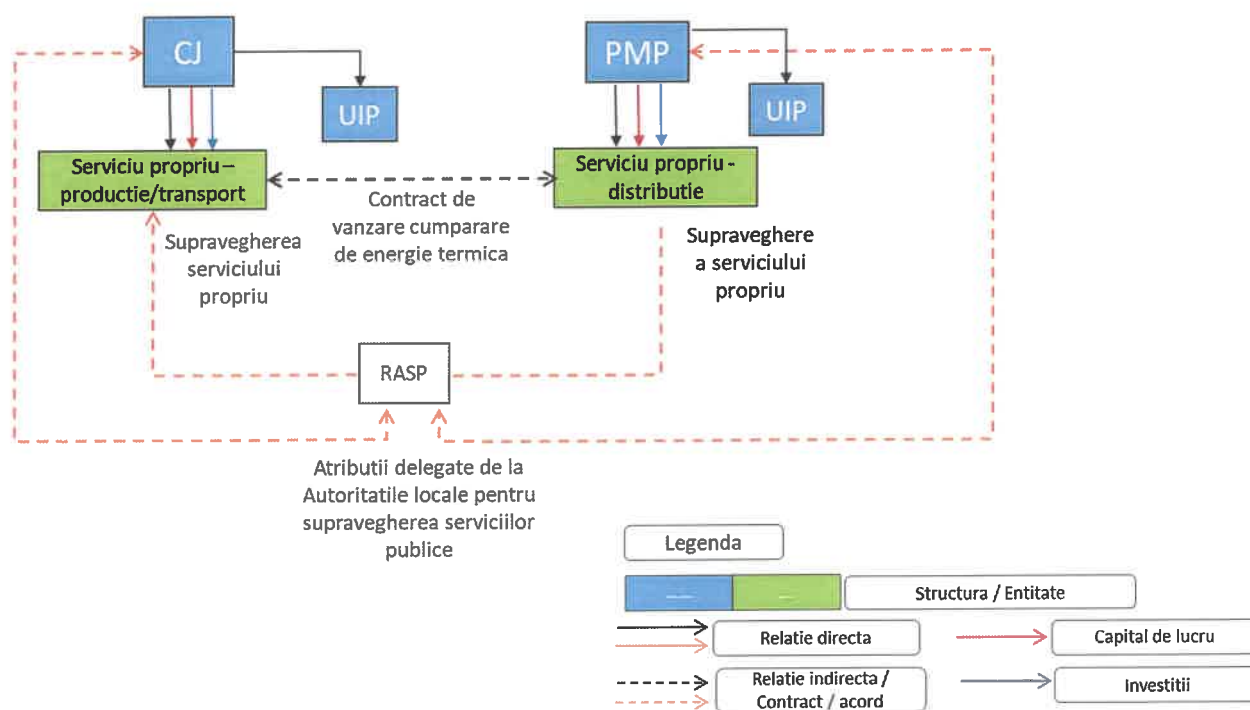 CJ
PMP
UIP
UIP
Serviciu propriu –
productie/transport
Serviciu propriu -
distributie
Contract de
vanzare cumparare
de energie termica
Supravegherea
serviciului
propriu
Supraveghere
a serviciului
propriu
RASP
Atributii delegate de la
Autoritatile locale pentru
supravegherea serviciilor
publice
Legenda
Structura / Entitate
Relatie directa
Capital de lucru
Relatie indirecta /
Contract / acord
Investitii